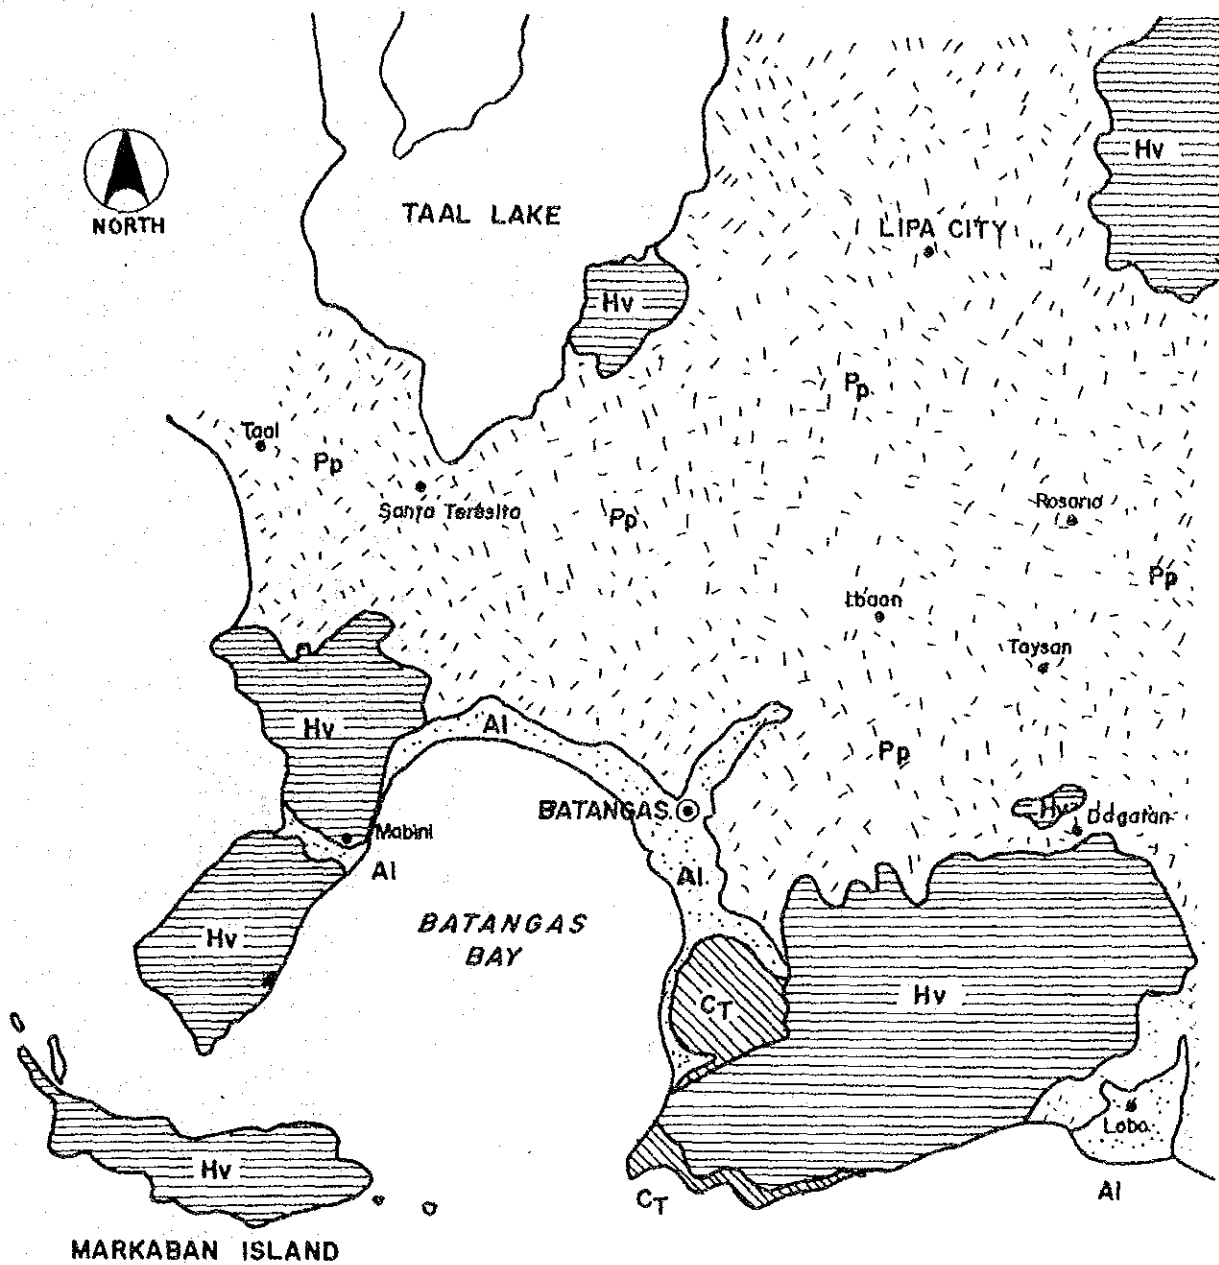 Hv
NORTH
TAAL LAKE
LIPA CITY
Hv
Pp
Taal
Pp
Santa Teresita
Pp
Rosario
Pp
Ibaan
Taysan
Hv
Al
Pp
BATANGAS
Hv
Ddgatan
Mabini
Al
Al
BATANGAS
BAY
Hv
Hv
CT
Lobo
Hv
CT
Al
MARKABAN ISLAND